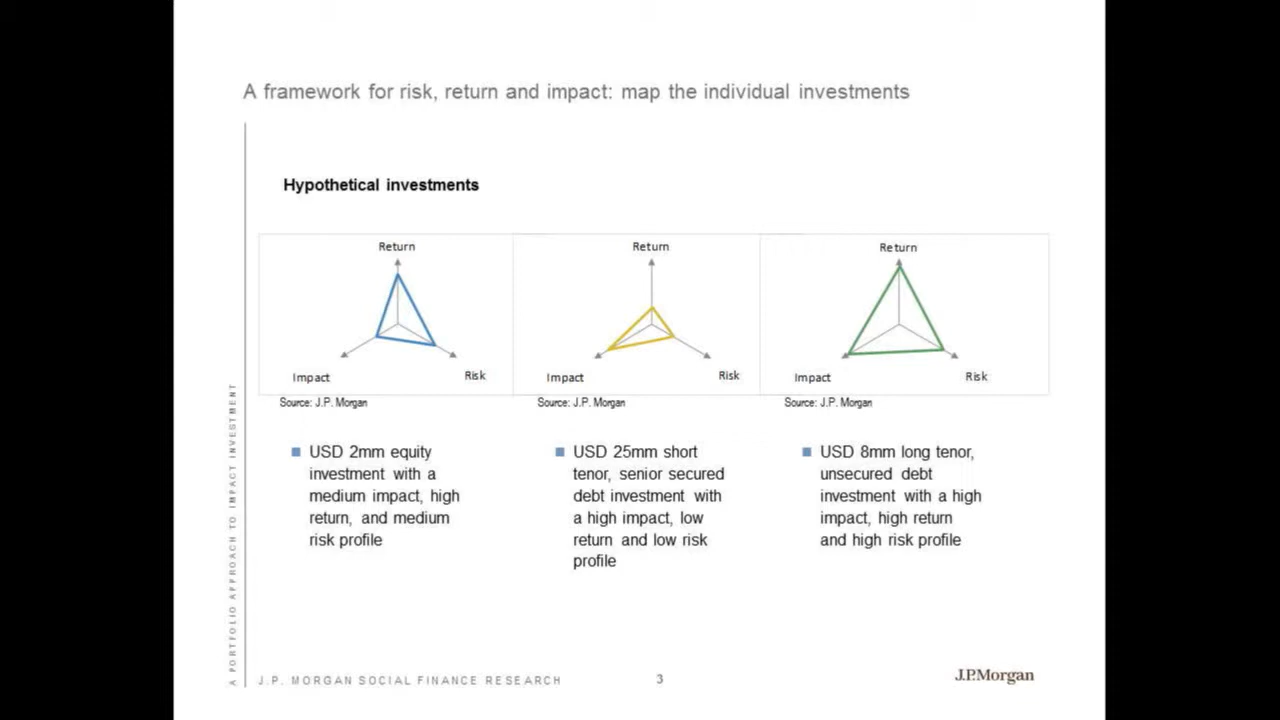 A framework for risk, return and impact: map the individual investments
Hypothetical investments
Return
Impact
Risk
Source: J.P. Morgan
Return
Impact
Risk
Source: J.P. Morgan
Return
Impact
Risk
Source: J.P. Morgan
USD 2mm equity
investment with a
medium impact, high
return, and medium
risk profile
USD 25mm short
tenor, senior secured
debt investment with
a high impact, low
return and low risk
profile
USD 8mm long tenor,
unsecured debt
investment with a high
impact, high return
and high risk profile
A PORTFOLIO APPROACH TO IMPACT INVESTMENT
J.P. MORGAN SOCIAL FINANCE RESEARCH
3
J.P.Morgan